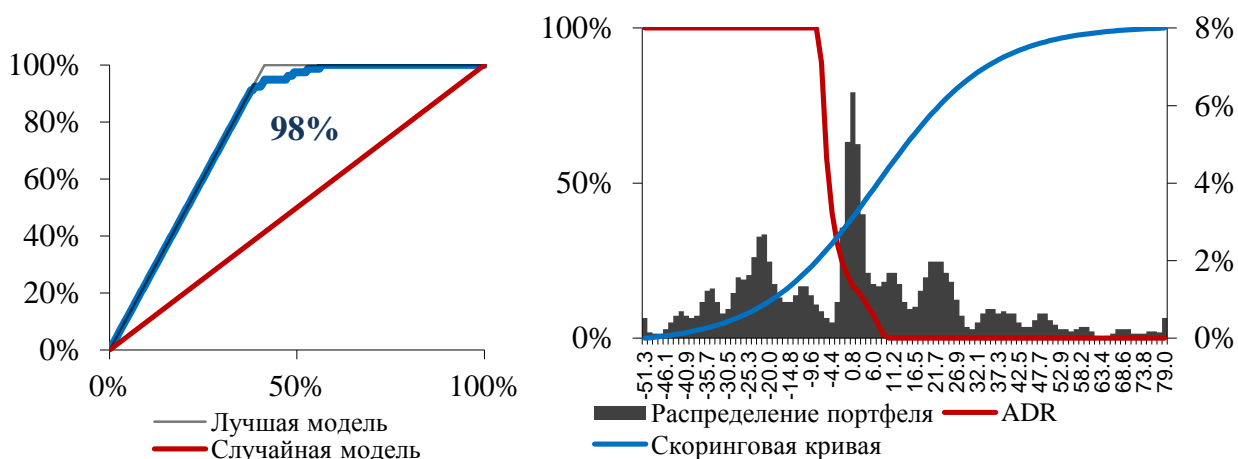 100%
80%
60%
40%
20%
0%
98%
0% 50% 100%
Лучшая модель
Случайная модель
100%
50%
0%
8%
6%
4%
2%
0%
-51.3 -46.1 -40.9 -35.7 -30.5 -25.3 -20.0 -14.8 -9.6 -4.4 0.8 6.0 11.2 16.5 21.7 26.9 32.1 37.3 42.5 47.7 52.9 58.2 63.4 68.6 73.8 79.0
Распределение портфеля ADR
Скоринговая кривая